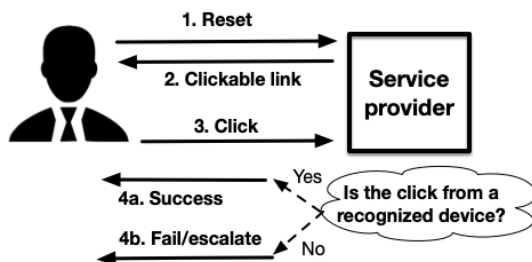 1. Reset
2. Clickable link
Service
provider
3. Click
Yes
4a. Success
Is the click from a
recognized device?
4b. Fail/escalate
No